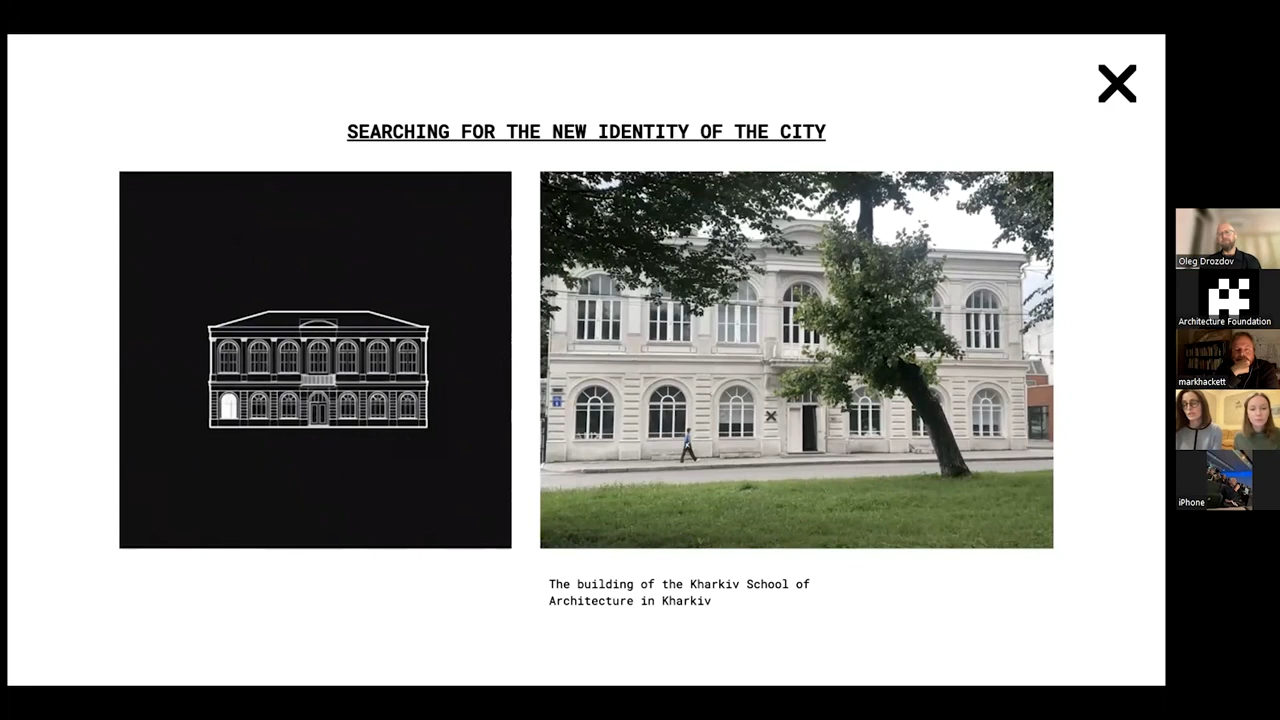 SEARCHING FOR THE NEW IDENTITY OF THE CITY
The building of the Kharkiv School of
Architecture in Kharkiv
Oleg Drozdov
Architecture Foundation
markhackett
iPhone